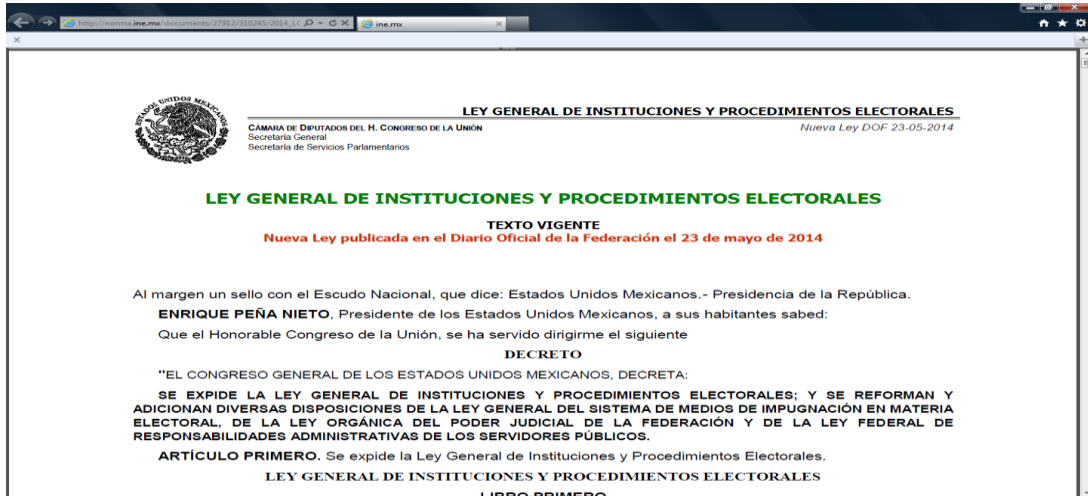 http://norma.ine.mx/documents/27912/310245/2014_L
ine.mx
ESTADOS UNIDOS MEXICANOS
LEY GENERAL DE INSTITUCIONES Y PROCEDIMIENTOS ELECTORALES
CÁMARA DE DIPUTADOS DEL H. CONGRESO DE LA UNIÓN
Nueva Ley DOF 23-05-2014
Secretaría General
Secretaría de Servicios Parlamentarios
LEY GENERAL DE INSTITUCIONES Y PROCEDIMIENTOS ELECTORALES
TEXTO VIGENTE
Nueva Ley publicada en el Diario Oficial de la Federación el 23 de mayo de 2014
Al margen un sello con el Escudo Nacional, que dice: Estados Unidos Mexicanos.- Presidencia de la República.
ENRIQUE PEÑA NIETO, Presidente de los Estados Unidos Mexicanos, a sus habitantes sabed:
Que el Honorable Congreso de la Unión, se ha servido dirigirme el siguiente
DECRETO
"EL CONGRESO GENERAL DE LOS ESTADOS UNIDOS MEXICANOS, DECRETA:
SE EXPIDE LA LEY GENERAL DE INSTITUCIONES Y PROCEDIMIENTOS ELECTORALES; Y SE REFORMAN Y
ADICIONAN DIVERSAS DISPOSICIONES DE LA LEY GENERAL DEL SISTEMA DE MEDIOS DE IMPUGNACIÓN EN MATERIA
ELECTORAL, DE LA LEY ORGÁNICA DEL PODER JUDICIAL DE LA FEDERACIÓN Y DE LA LEY FEDERAL DE
RESPONSABILIDADES ADMINISTRATIVAS DE LOS SERVIDORES PÚBLICOS.
ARTÍCULO PRIMERO. Se expide la Ley General de Instituciones y Procedimientos Electorales.
LEY GENERAL DE INSTITUCIONES Y PROCEDIMIENTOS ELECTORALES
LIBRO PRIMERO